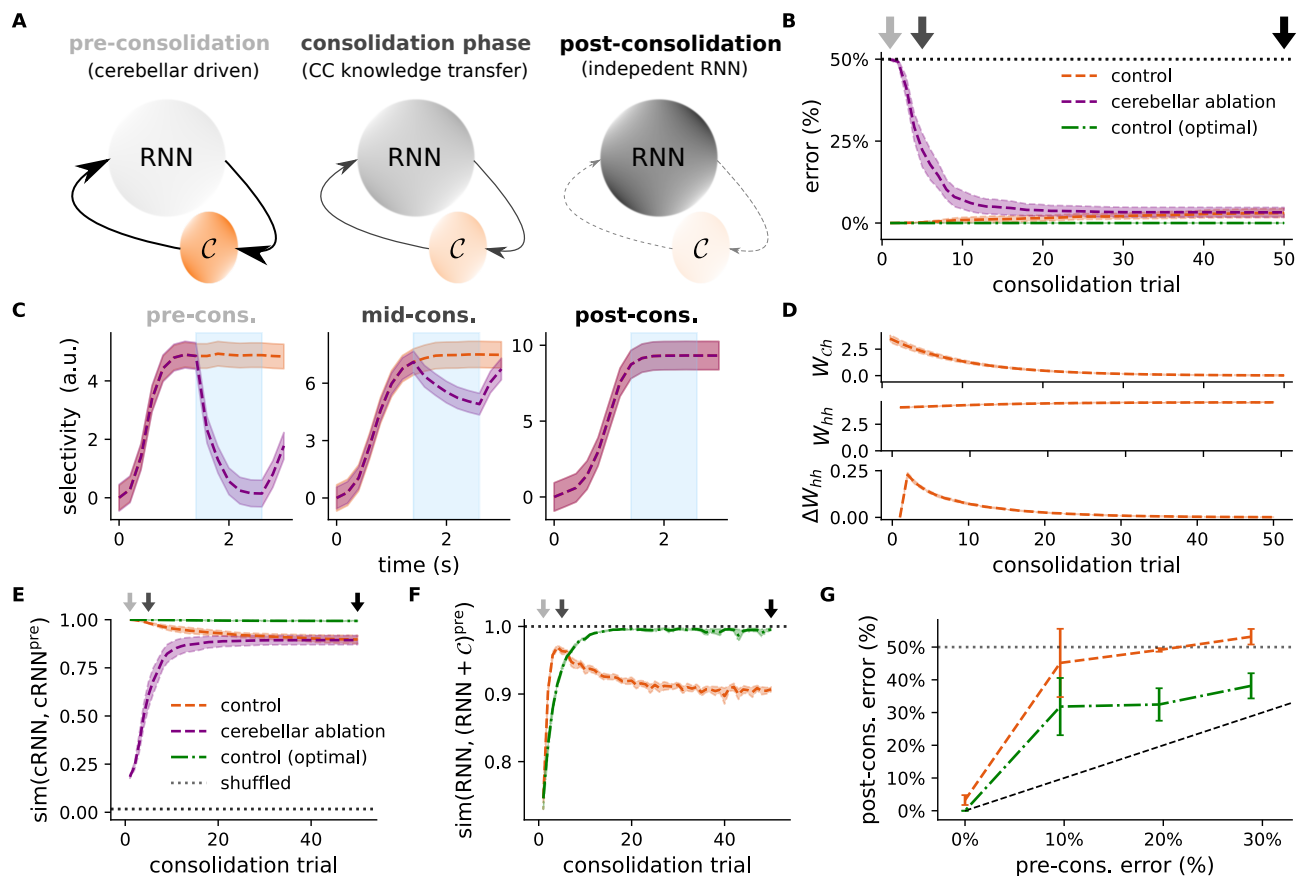 A
pre-consolidation
(cerebellar driven)
consolidation phase
(CC knowledge transfer)
post-consolidation
(indepedent RNN)
RNN
RNN
RNN
C
C
C
B
50%
25%
0%
error (%)
control
cerebellar ablation
control (optimal)
0 10 20 30 40 50
consolidation trial
C
pre-cons.
mid-cons.
post-cons.
selectivity (a.u.)
4
2
0
9
6
3
0
10
5
0
0 2
0 2
0 2
time (s)
D
W_ch
2.5
0.0
W_hh
2.5
0.0
ΔW_hh
0.25
0.00
0 10 20 30 40 50
consolidation trial
E
sim(cRNN, cRNN^pre)
1.00
0.75
0.50
0.25
0.00
control
cerebellar ablation
control (optimal)
shuffled
0 20 40
consolidation trial
F
sim(RNN, (RNN + C)^pre)
1.0
0.9
0.8
0 20 40
consolidation trial
G
post-cons. error (%)
50%
40%
30%
20%
10%
0%
0% 10% 20% 30%
pre-cons. error (%)